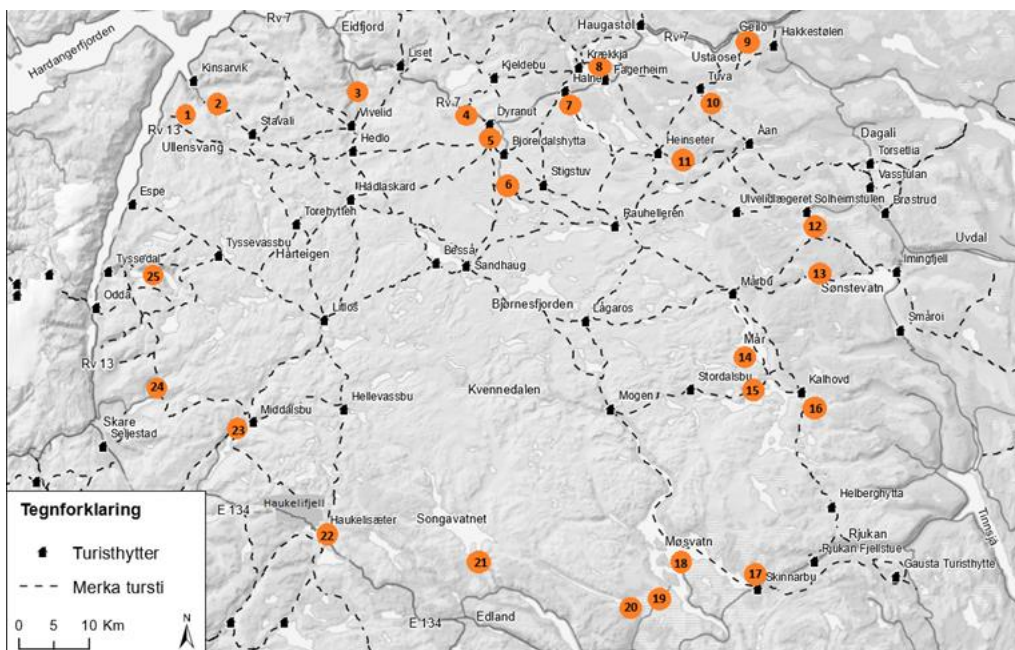 Rv 7
Haugastøl
Geilo
9
Hakkestølen
Hardangerfjorden
Eidfjord
Liset
Rv 7
Ustaoset
Krækkja
8
Fagerheim
Kinsarvik
Kjeldebu
Halne
Tuva
1
2
3
Rv 7
4
7
10
Rv 13
Stavali
Vivelid
Dyranut
5
Ullensvang
Hedlo
Bjoreidalshytta
Heinseter
11
Åan
Dagali
Torsetlia
Vasstulan
Espe
Hådlaskard
6
Stigstuv
Torehytten
Rauhelleren
Ulvelidlægeret
Solheimstulen
Brøstrud
12
Hårteigen
Tyssevassbu
Uvdal
Tyssedal
25
Bessår
Sandhaug
13
Imingfjell
Sønstevatn
Odda
Litlos
Bjørnesfjorden
Lågaros
Mårbu
Småroi
Rv 13
Mår
14
24
Kvennedalen
Stordalsbu
15
Kalhovd
Mogen
16
Skare
Seljestad
Middalsbu
23
Hellevassbu
Tegnforklaring
Turisthytter
Merka tursti
0 5 10 Km
N
E 134
Haukelifjell
Haukelisæter
22
Songavatnet
21
Helberghytta
Rjukan
Tinnsjå
Møsvatn
18
Rjukan Fjellstue
17
Skinnarbu
Gausta Turisthytte
19
20
Edland
E 134